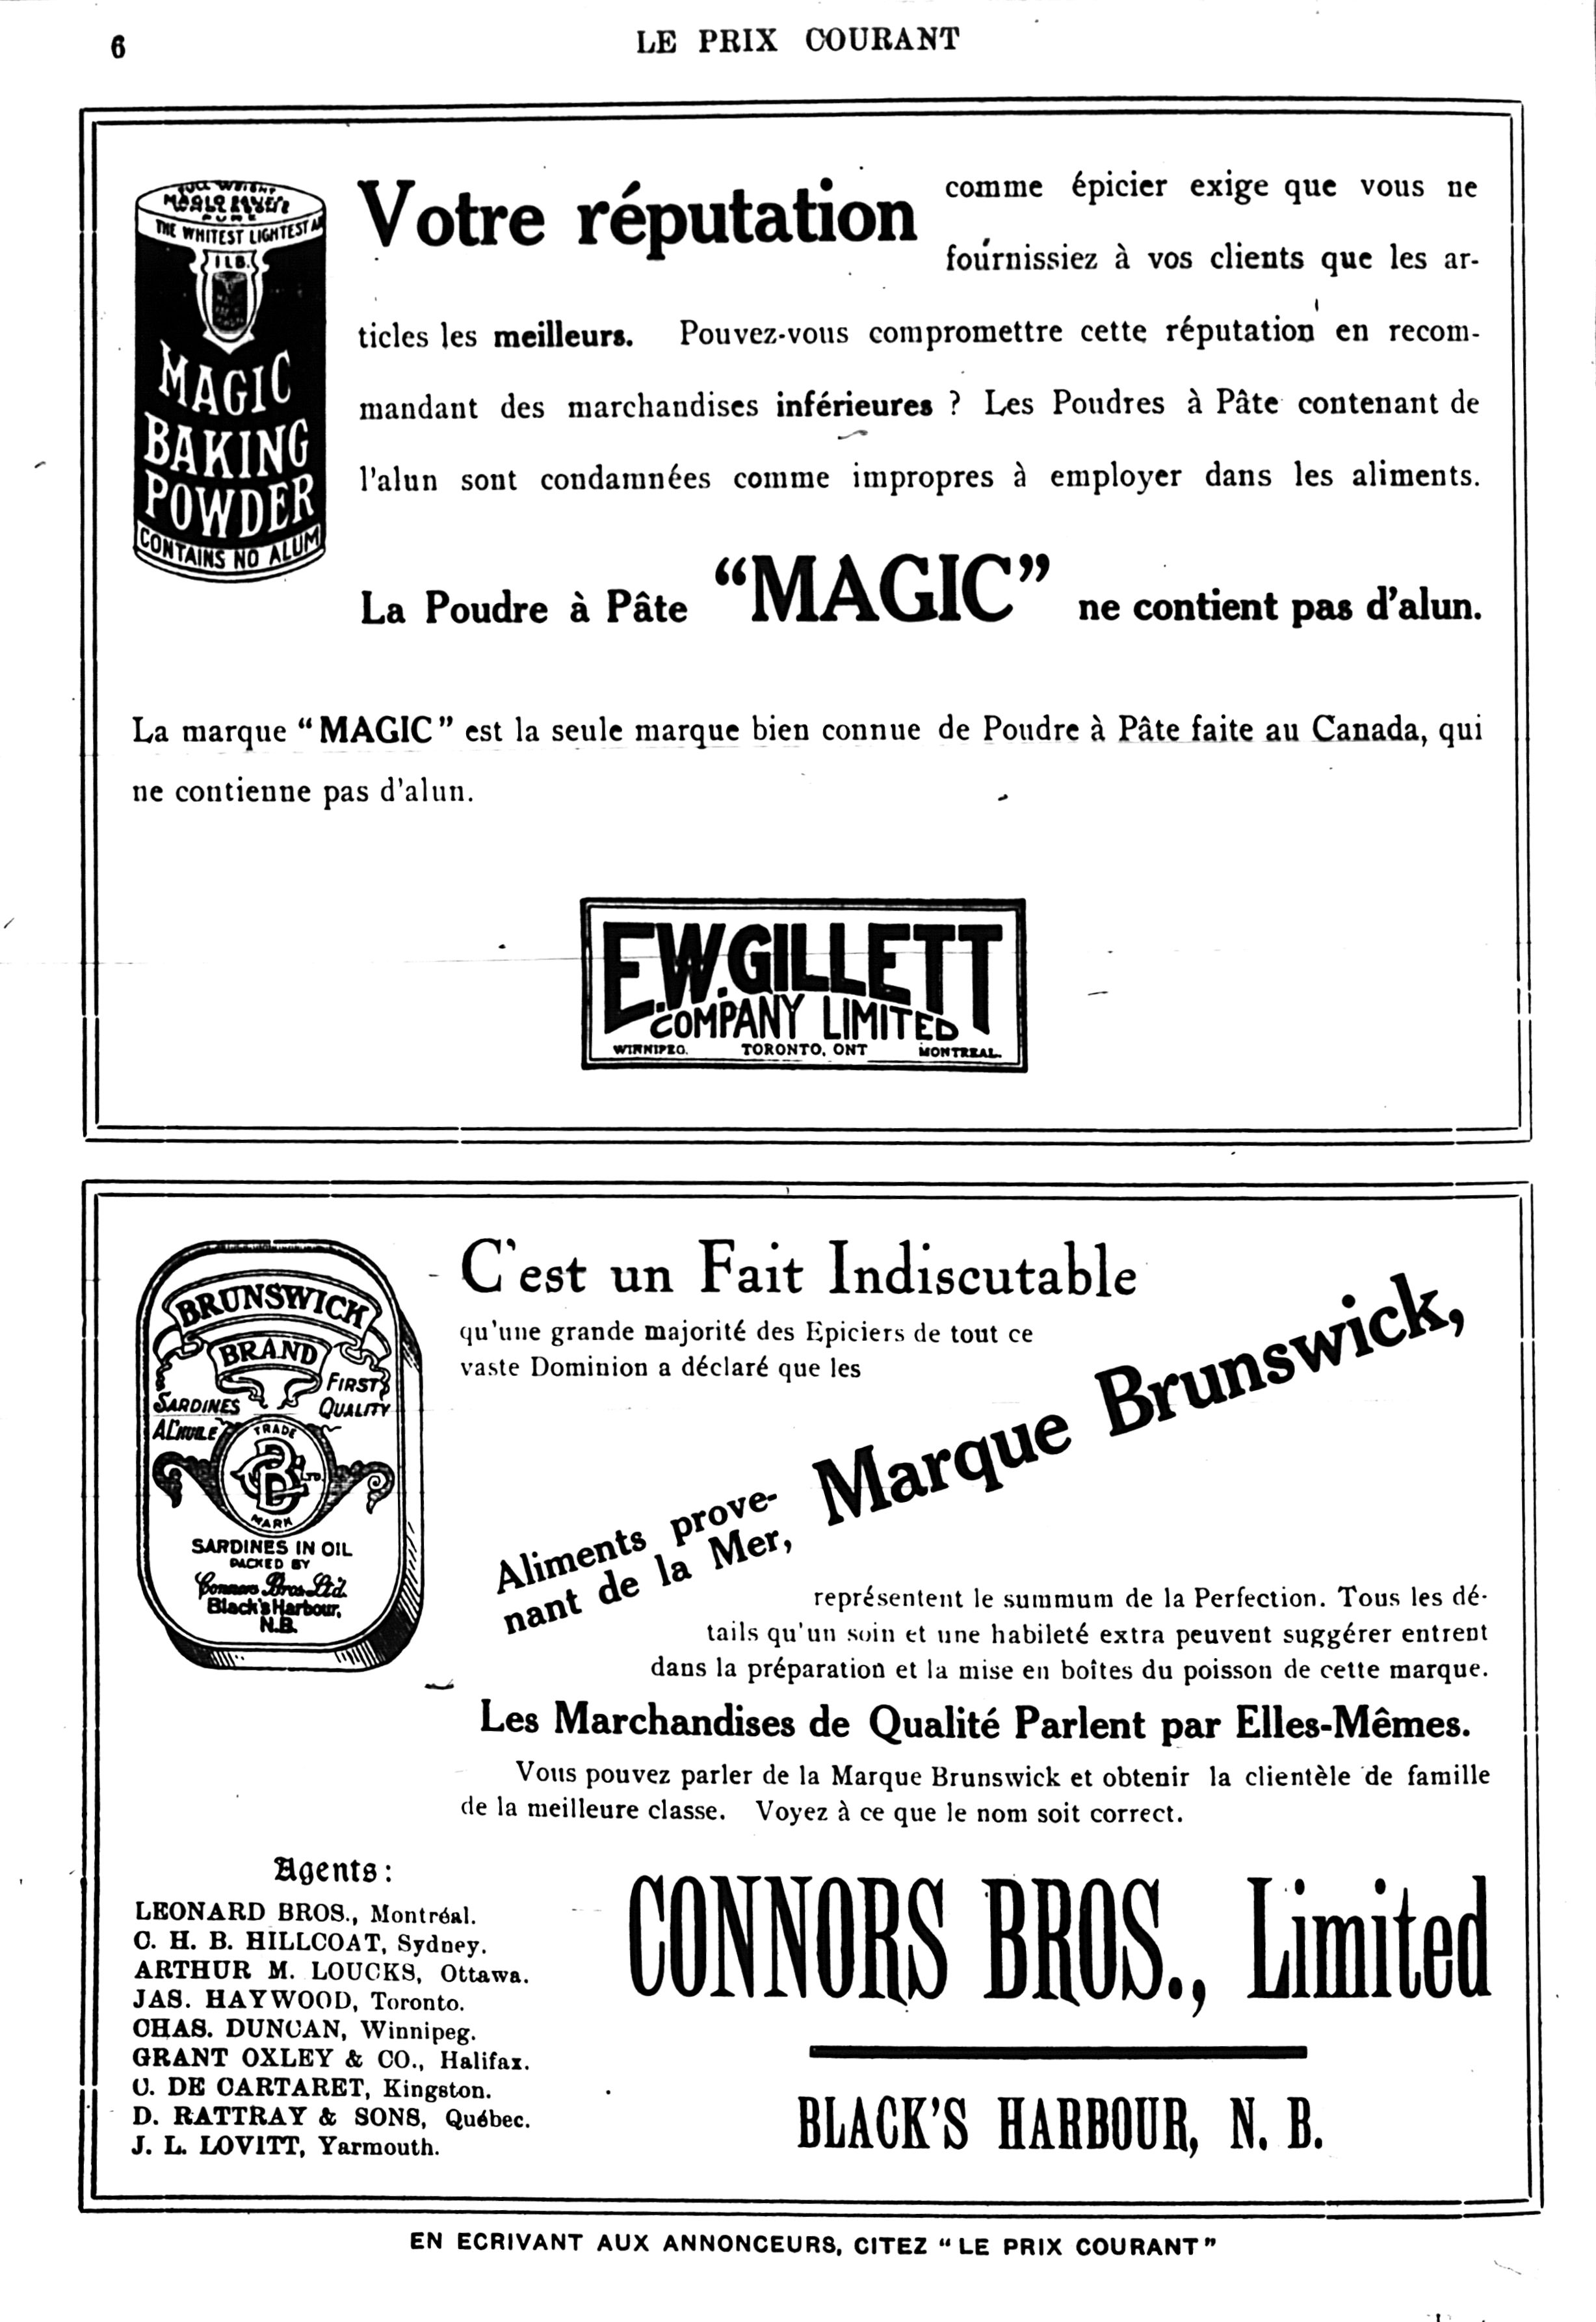 6
LE PRIX COURANT
FULL WEIGHT
PURE
THE WHITEST LIGHTEST
1 LB.
MAGIC
BAKING
POWDER
CONTAINS NO ALUM
Votre réputation comme épicier exige que vous ne
fournissiez à vos clients que les ar-
ticles les meilleurs. Pouvez-vous compromettre cette réputation en recom-
mandant des marchandises inférieures ? Les Poudres à Pâte contenant de
l'alun sont condamnées comme impropres à employer dans les aliments.
La Poudre à Pâte “MAGIC” ne contient pas d'alun.
La marque “MAGIC” est la seule marque bien connue de Poudre à Pâte faite au Canada, qui
ne contienne pas d'alun.
E.W.GILLETT
COMPANY LIMITED
WINNIPEG. TORONTO, ONT MONTREAL.
BRUNSWICK
BRAND
SARDINES
A L'HUILE
FIRST
QUALITY
TRADE
CB LTD.
MARK
SARDINES IN OIL
PACKED BY
Connors Bros. Ltd.
Black's Harbour,
N.B.
C'est un Fait Indiscutable
qu'une grande majorité des Epiciers de tout ce
vaste Dominion a déclaré que les
Aliments prove-
nant de la Mer,
Marque Brunswick,
représentent le summum de la Perfection. Tous les dé-
tails qu'un soin et une habileté extra peuvent suggérer entrent
dans la préparation et la mise en boîtes du poisson de cette marque.
Les Marchandises de Qualité Parlent par Elles-Mêmes.
Vous pouvez parler de la Marque Brunswick et obtenir la clientèle de famille
de la meilleure classe. Voyez à ce que le nom soit correct.
Agents:
LEONARD BROS., Montréal.
C. H. B. HILLCOAT, Sydney.
ARTHUR M. LOUCKS, Ottawa.
JAS. HAYWOOD, Toronto.
CHAS. DUNCAN, Winnipeg.
GRANT OXLEY & CO., Halifax.
C. DE CARTARET, Kingston.
D. RATTRAY & SONS, Québec.
J. L. LOVITT, Yarmouth.
CONNORS BROS., Limited
BLACK'S HARBOUR, N. B.
EN ECRIVANT AUX ANNONCEURS, CITEZ “LE PRIX COURANT”